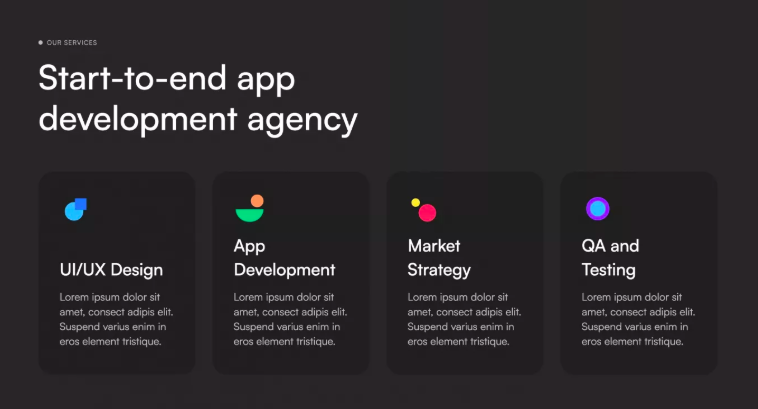 OUR SERVICES
Start-to-end app
development agency
UI/UX Design
Lorem ipsum dolor sit
amet, consect adipis elit.
Suspend varius enim in
eros element tristique.
App
Development
Lorem ipsum dolor sit
amet, consect adipis elit.
Suspend varius enim in
eros element tristique.
Market
Strategy
Lorem ipsum dolor sit
amet, consect adipis elit.
Suspend varius enim in
eros element tristique.
QA and
Testing
Lorem ipsum dolor sit
amet, consect adipis elit.
Suspend varius enim in
eros element tristique.